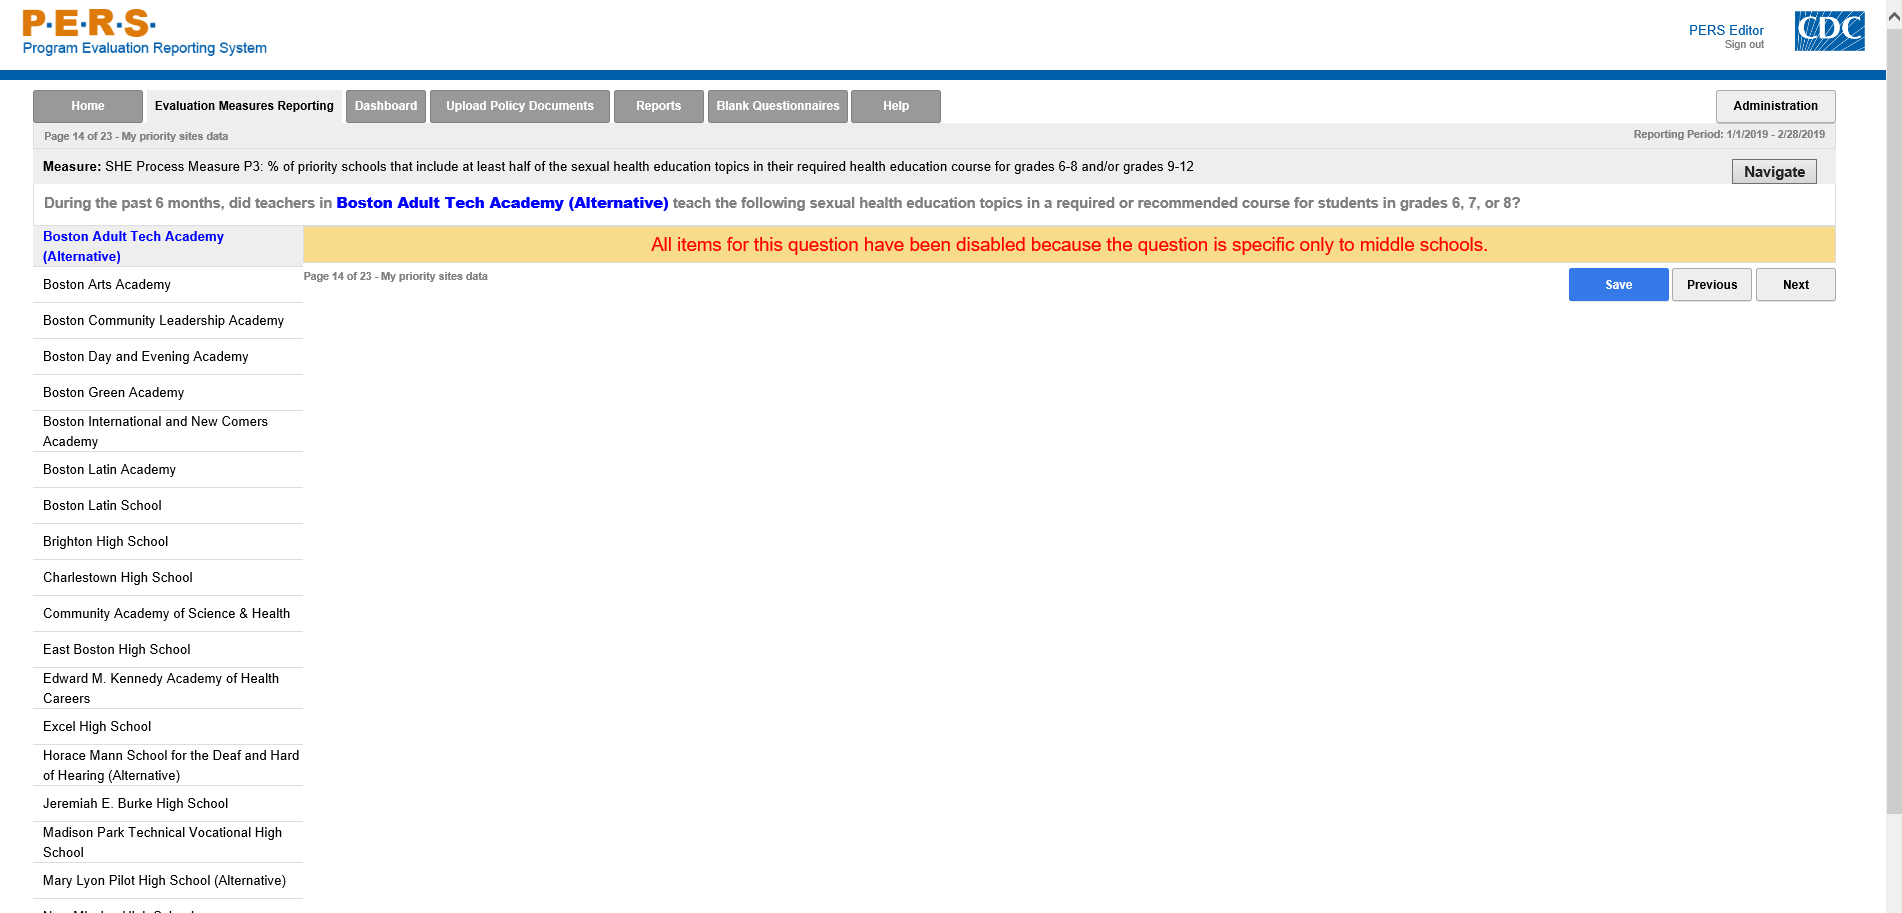 P.E.R.S.
Program Evaluation Reporting System
PERS Editor
Sign out
CDC
Home
Evaluation Measures Reporting
Dashboard
Upload Policy Documents
Reports
Blank Questionnaires
Help
Administration
Page 14 of 23 - My priority sites data
Reporting Period: 1/1/2019 - 2/28/2019
Measure: SHE Process Measure P3: % of priority schools that include at least half of the sexual health education topics in their required health education course for grades 6-8 and/or grades 9-12
Navigate
During the past 6 months, did teachers in Boston Adult Tech Academy (Alternative) teach the following sexual health education topics in a required or recommended course for students in grades 6, 7, or 8?
Boston Adult Tech Academy
(Alternative)
All items for this question have been disabled because the question is specific only to middle schools.
Page 14 of 23 - My priority sites data
Save
Previous
Next
Boston Arts Academy
Boston Community Leadership Academy
Boston Day and Evening Academy
Boston Green Academy
Boston International and New Comers
Academy
Boston Latin Academy
Boston Latin School
Brighton High School
Charlestown High School
Community Academy of Science & Health
East Boston High School
Edward M. Kennedy Academy of Health
Careers
Excel High School
Horace Mann School for the Deaf and Hard
of Hearing (Alternative)
Jeremiah E. Burke High School
Madison Park Technical Vocational High
School
Mary Lyon Pilot High School (Alternative)